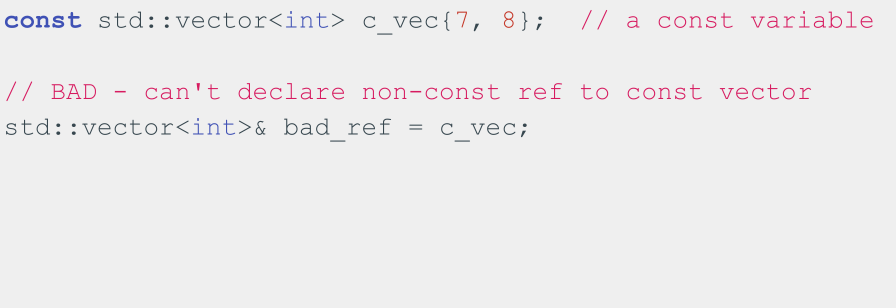 const std::vector<int> c_vec{7, 8};  // a const variable
// BAD - can't declare non-const ref to const vector
std::vector<int>& bad_ref = c_vec;